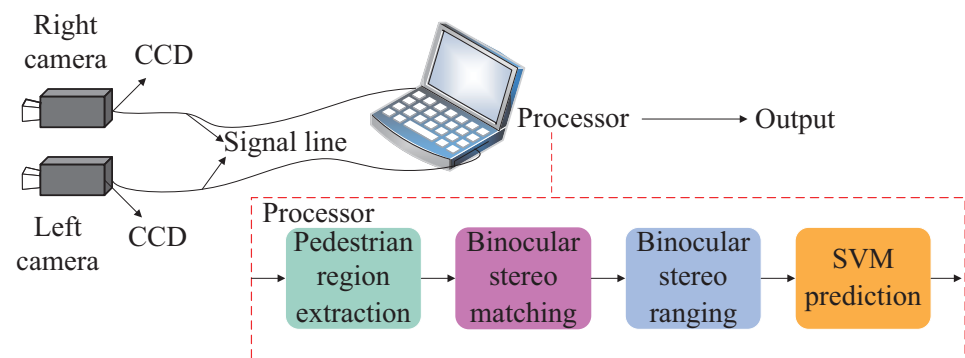 Right
camera
CCD
Signal line
Processor
Output
Left
camera
CCD
Processor
Pedestrian
region
extraction
Binocular
stereo
matching
Binocular
stereo
ranging
SVM
prediction